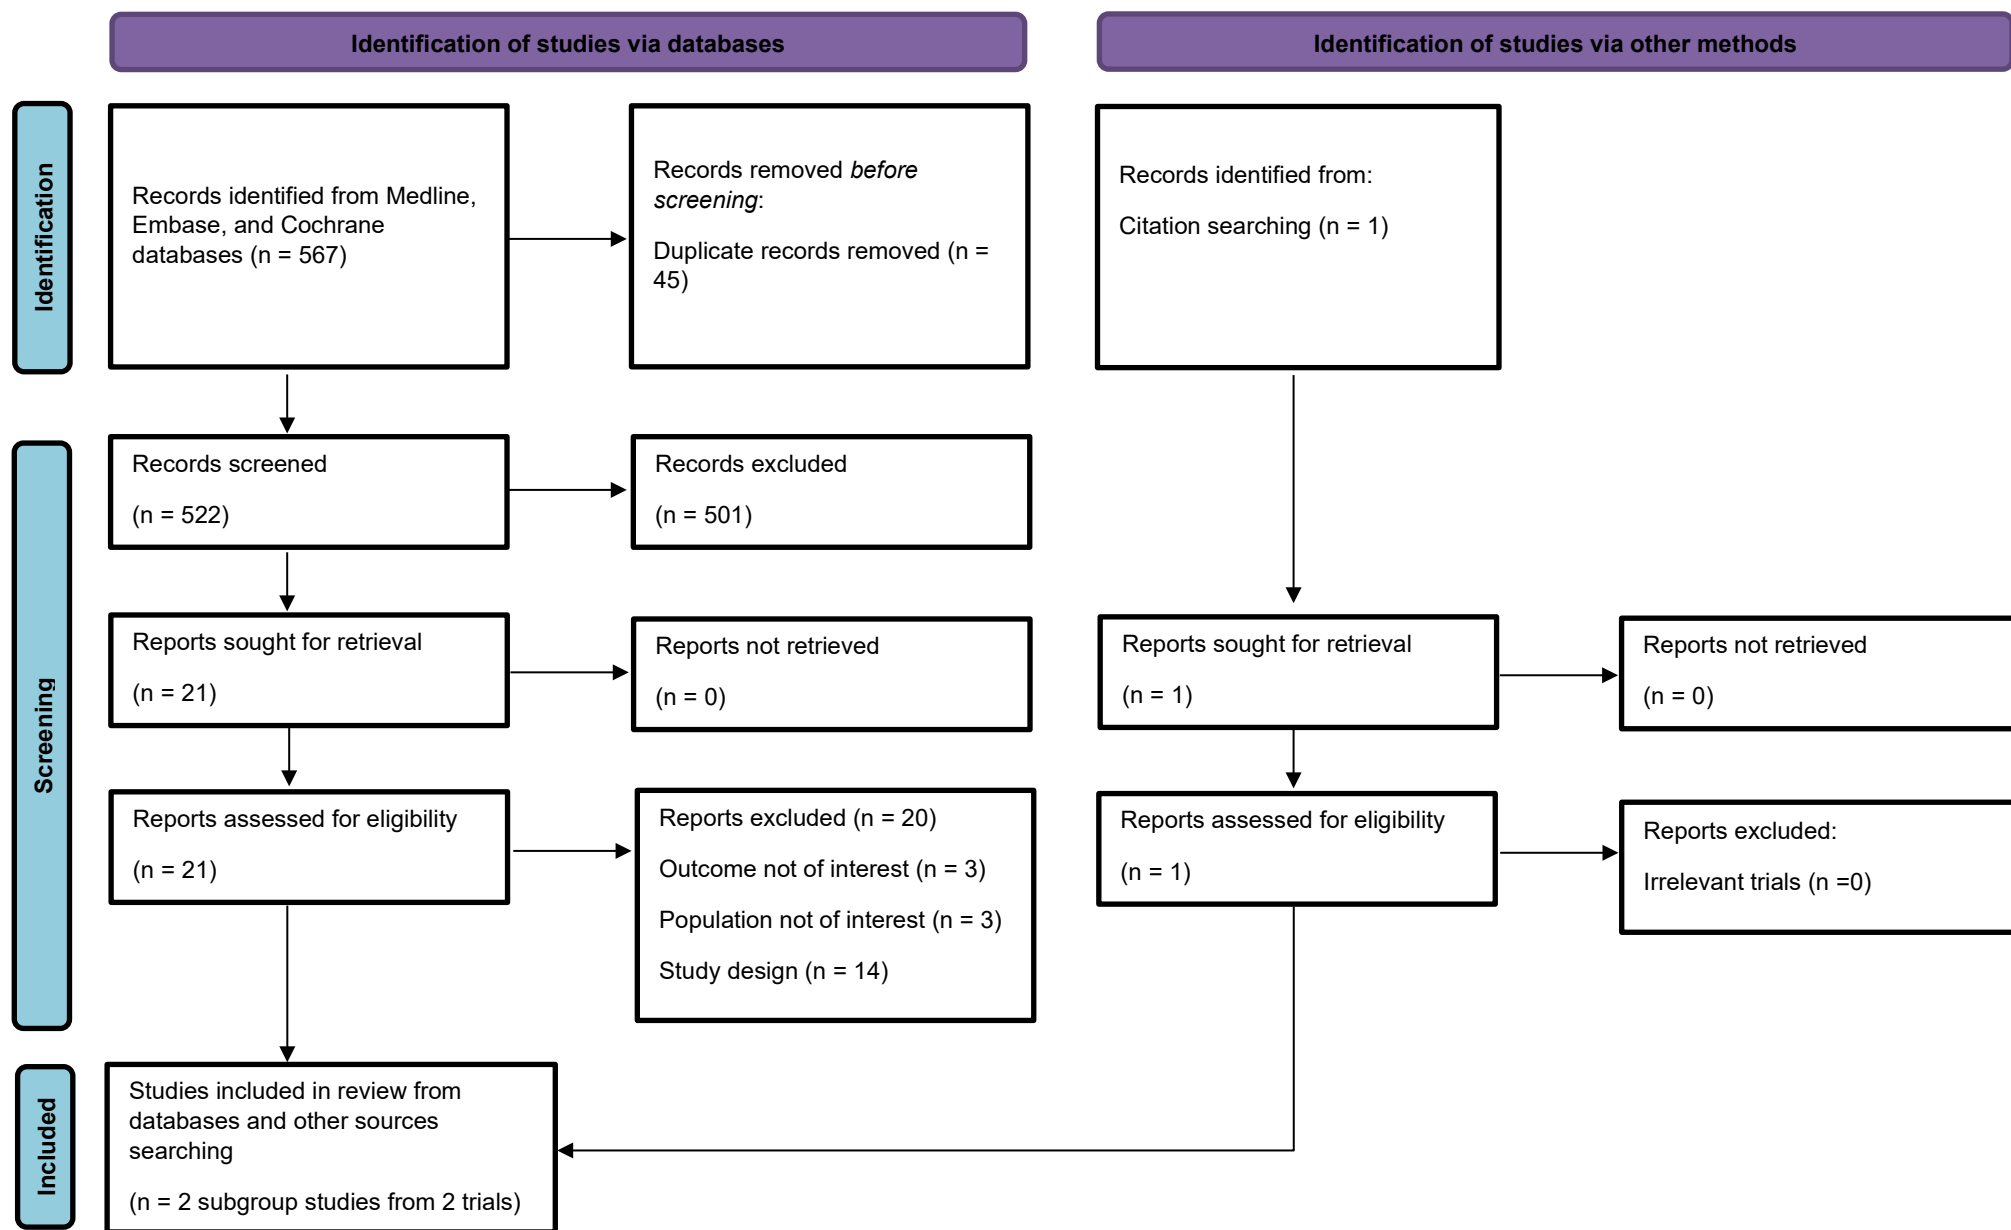 Identification of studies via databases
Identification of studies via other methods
Identification
Records identified from Medline,
Embase, and Cochrane
databases (n = 567)
Records removed before
screening:
Duplicate records removed (n =
45)
Records identified from:
Citation searching (n = 1)
Screening
Records screened
(n = 522)
Records excluded
(n = 501)
Reports sought for retrieval
(n = 21)
Reports not retrieved
(n = 0)
Reports sought for retrieval
(n = 1)
Reports not retrieved
(n = 0)
Reports assessed for eligibility
(n = 21)
Reports excluded (n = 20)
Outcome not of interest (n = 3)
Population not of interest (n = 3)
Study design (n = 14)
Reports assessed for eligibility
(n = 1)
Reports excluded:
Irrelevant trials (n =0)
Included
Studies included in review from
databases and other sources
searching
(n = 2 subgroup studies from 2 trials)